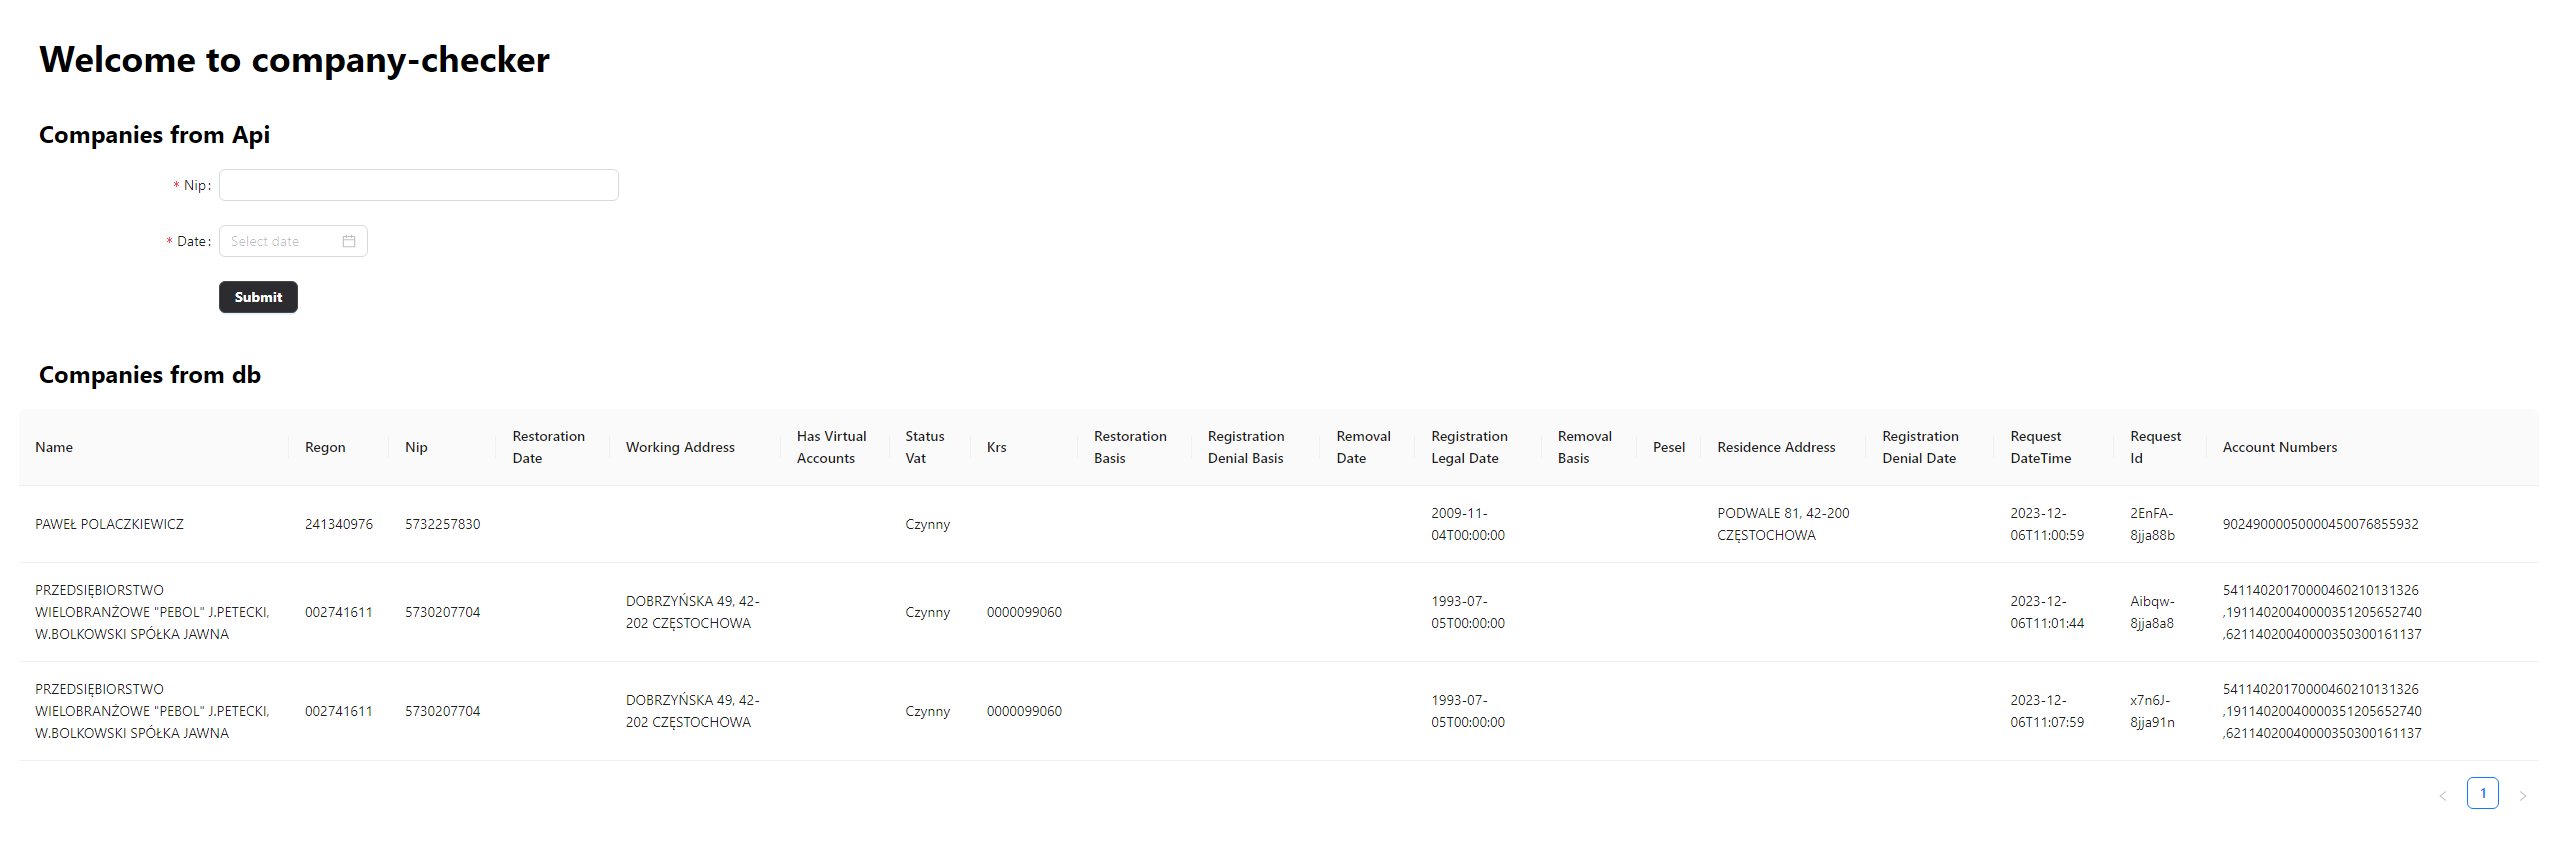 Welcome to company-checker
Companies from Api
* Nip:
* Date: Select date
Submit
Companies from db
Name Regon Nip Restoration Date Working Address Has Virtual Accounts Status Vat Krs Restoration Basis Registration Denial Basis Removal Date Registration Legal Date Removal Basis Pesel Residence Address Registration Denial Date Request DateTime Request Id Account Numbers
PAWEŁ POLACZKIEWICZ 241340976 5732257830 Czynny 2009-11-04T00:00:00 PODWALE 81, 42-200 CZĘSTOCHOWA 2023-12-06T11:00:59 2EnFA-8jja88b 90249000050000450076855932
PRZEDSIĘBIORSTWO WIELOBRANŻOWE "PEBOL" J.PETECKI, W.BOLKOWSKI SPÓŁKA JAWNA 002741611 5730207704 DOBRZYŃSKA 49, 42-202 CZĘSTOCHOWA Czynny 0000099060 1993-07-05T00:00:00 2023-12-06T11:01:44 Aibqw-8jja8a8 54114020170000460210131326 ,19114020040000351205652740 ,62114020040000350300161137
PRZEDSIĘBIORSTWO WIELOBRANŻOWE "PEBOL" J.PETECKI, W.BOLKOWSKI SPÓŁKA JAWNA 002741611 5730207704 DOBRZYŃSKA 49, 42-202 CZĘSTOCHOWA Czynny 0000099060 1993-07-05T00:00:00 2023-12-06T11:07:59 x7n6J-8jja91n 54114020170000460210131326 ,19114020040000351205652740 ,62114020040000350300161137
< 1 >